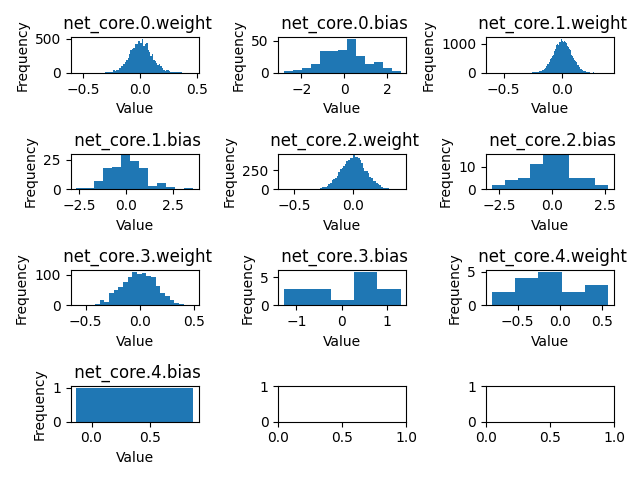 net_core.0.weight
Frequency
500
0
−0.5
0.0
0.5
Value
net_core.0.bias
Frequency
50
0
−2
0
2
Value
net_core.1.weight
Frequency
1000
0
−0.5
0.0
Value
net_core.1.bias
Frequency
25
0
−2.5
0.0
2.5
Value
net_core.2.weight
Frequency
250
0
−0.5
0.0
Value
net_core.2.bias
Frequency
10
0
−2.5
0.0
2.5
Value
net_core.3.weight
Frequency
100
0
−0.5
0.0
0.5
Value
net_core.3.bias
Frequency
5
0
−1
0
1
Value
net_core.4.weight
Frequency
5
0
−0.5
0.0
0.5
Value
net_core.4.bias
Frequency
1
0
0.0
0.5
Value
1
0
0.0
0.5
1.0
1
0
0.0
0.5
1.0